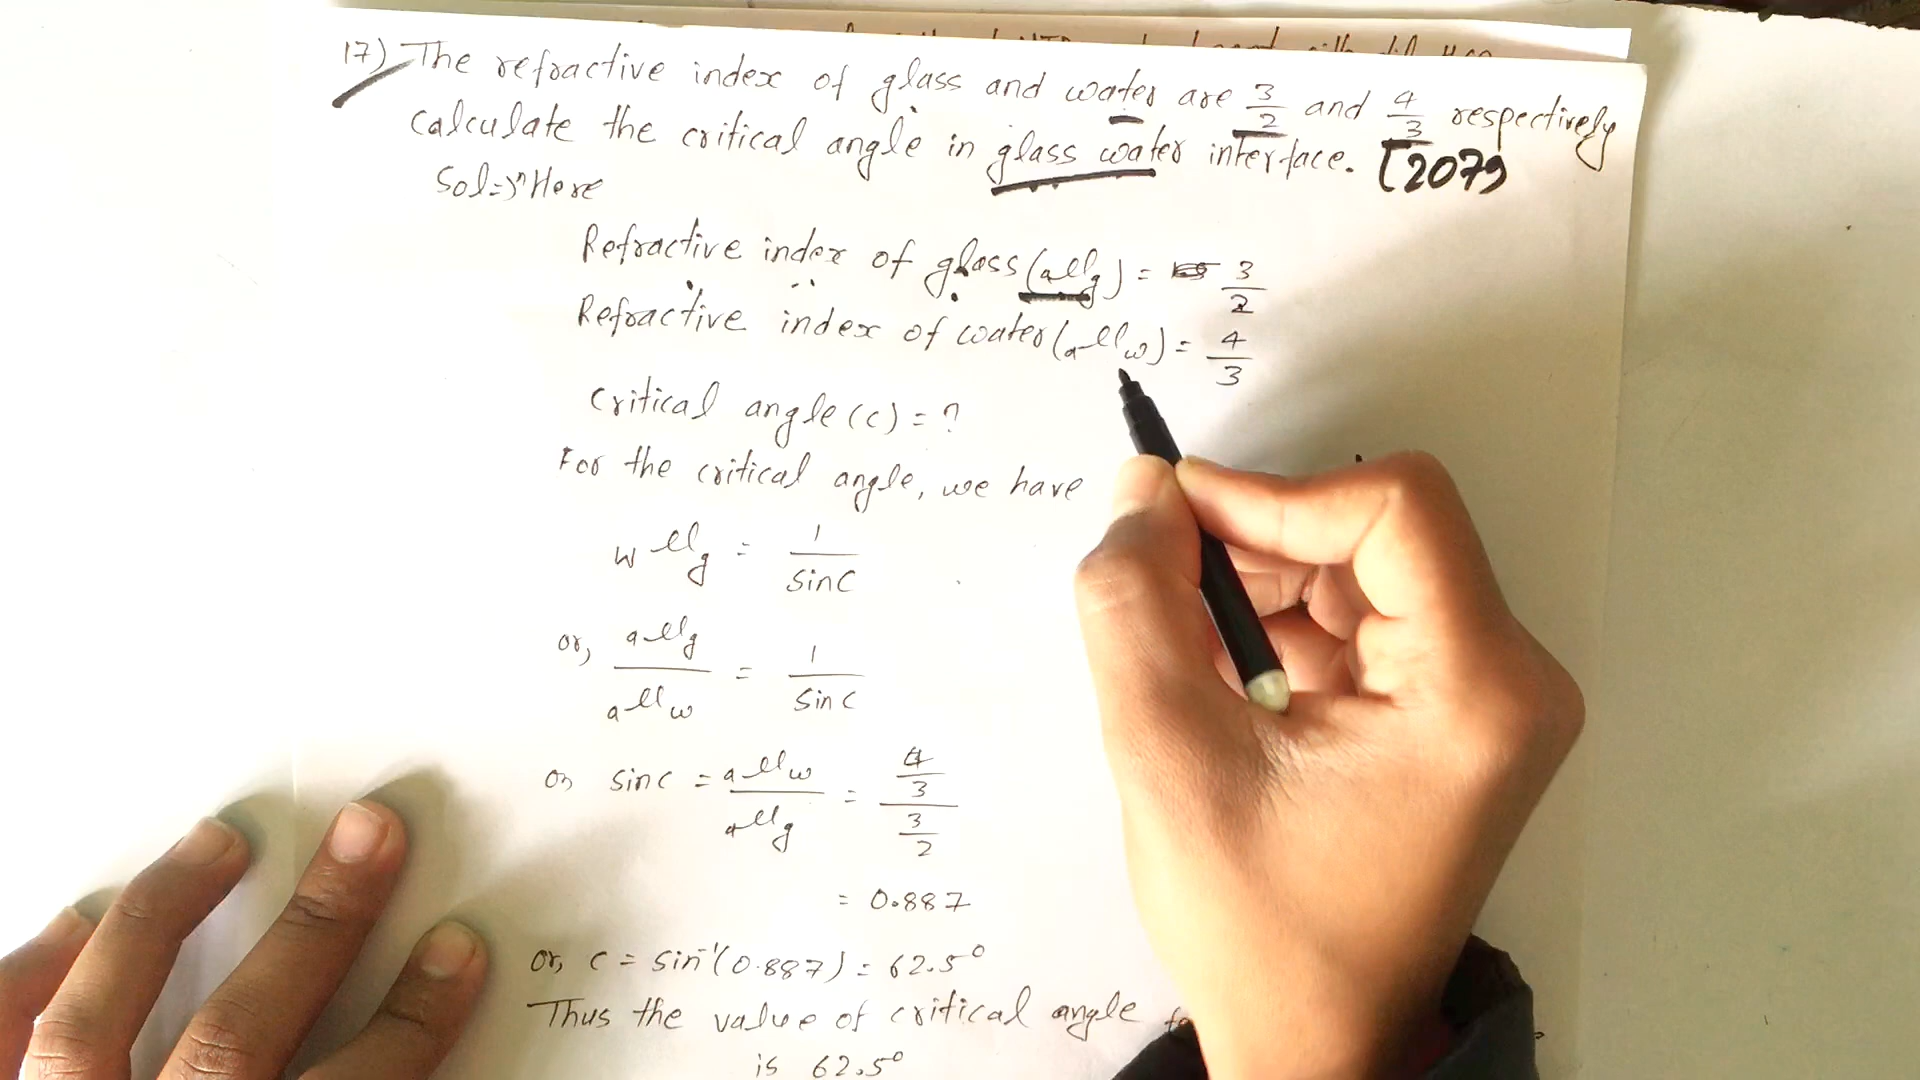 17) The refractive index of glass and water are 3/2 and 4/3 respectively
calculate the critical angle in glass water interface. [2079
Solⁿ Here
Refractive index of glass (aμg) = 3/2
Refractive index of water (aμw) = 4/3
Critical angle (c) = ?
For the critical angle, we have
wμg = 1/sinC
or, aμg/aμw = 1/sin C
or sinc = aμw/aμg = (4/3)/(3/2)
= 0.887
or, c = sin⁻¹(0.887) = 62.5°
Thus the value of critical angle
is 62.5°